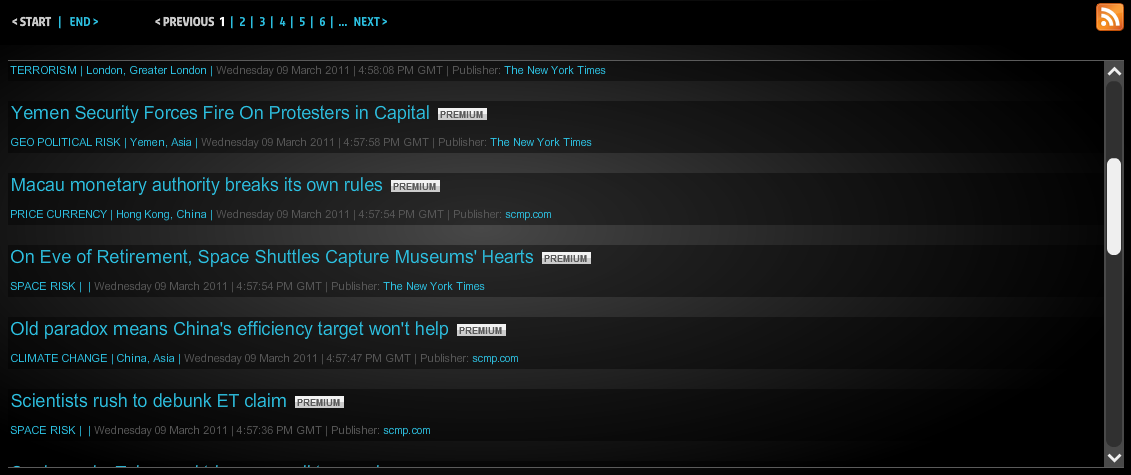 < START | END > < PREVIOUS 1 | 2 | 3 | 4 | 5 | 6 | ... NEXT >
TERRORISM | London, Greater London | Wednesday 09 March 2011 | 4:58:08 PM GMT | Publisher: The New York Times
Yemen Security Forces Fire On Protesters in Capital PREMIUM
GEO POLITICAL RISK | Yemen, Asia | Wednesday 09 March 2011 | 4:57:58 PM GMT | Publisher: The New York Times
Macau monetary authority breaks its own rules PREMIUM
PRICE CURRENCY | Hong Kong, China | Wednesday 09 March 2011 | 4:57:54 PM GMT | Publisher: scmp.com
On Eve of Retirement, Space Shuttles Capture Museums' Hearts PREMIUM
SPACE RISK | | Wednesday 09 March 2011 | 4:57:54 PM GMT | Publisher: The New York Times
Old paradox means China's efficiency target won't help PREMIUM
CLIMATE CHANGE | China, Asia | Wednesday 09 March 2011 | 4:57:47 PM GMT | Publisher: scmp.com
Scientists rush to debunk ET claim PREMIUM
SPACE RISK | | Wednesday 09 March 2011 | 4:57:36 PM GMT | Publisher: scmp.com